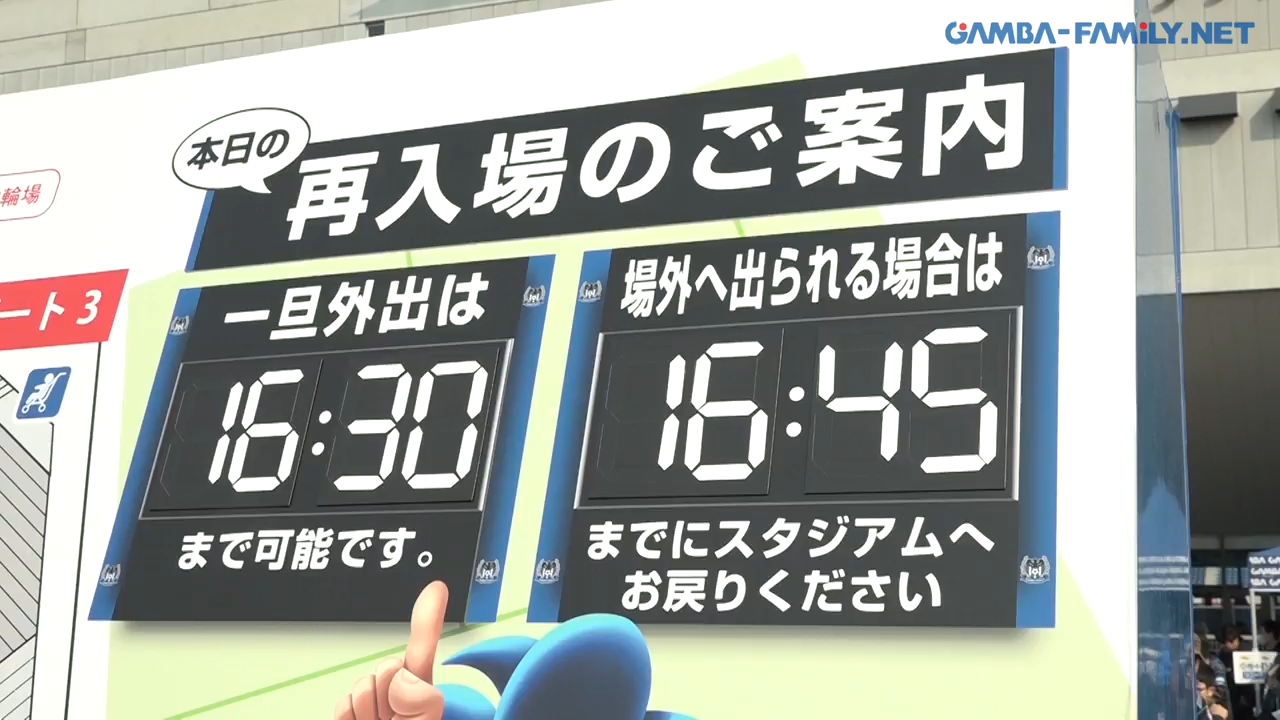 GAMBA-FAMiLY.NET
本日の
再入場のご案内
輪場
ート3
一旦外出は
16:30
まで可能です。
場外へ出られる場合は
16:45
までにスタジアムへ
お戻りください